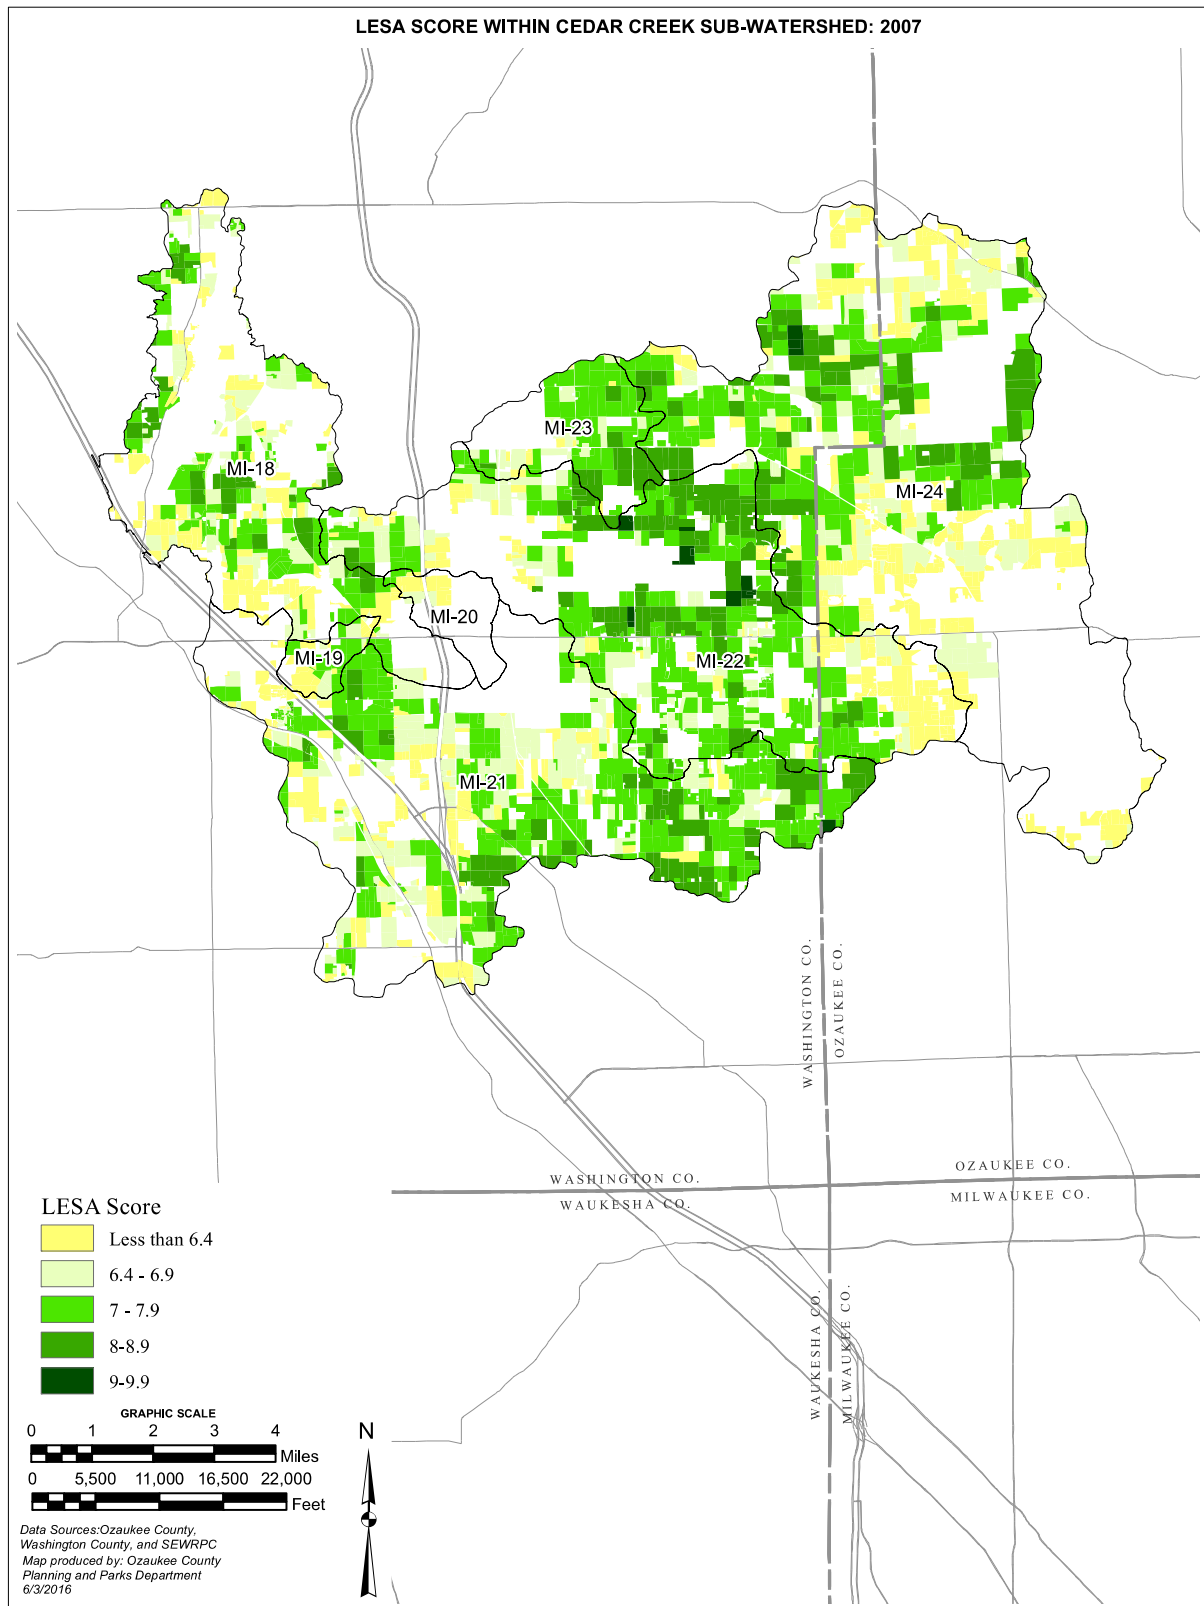 LESA SCORE WITHIN CEDAR CREEK SUB-WATERSHED: 2007
MI-23
MI-18
MI-24
MI-20
MI-19
MI-22
MI-21
WASHINGTON CO.
OZAUKEE CO.
WASHINGTON CO.
WAUKESHA CO.
OZAUKEE CO.
MILWAUKEE CO.
WAUKESHA CO.
MILWAUKEE CO.
LESA Score
Less than 6.4
6.4 - 6.9
7 - 7.9
8-8.9
9-9.9
GRAPHIC SCALE
0 1 2 3 4
Miles
0 5,500 11,000 16,500 22,000
Feet
N
Data Sources:Ozaukee County,
Washington County, and SEWRPC
Map produced by: Ozaukee County
Planning and Parks Department
6/3/2016